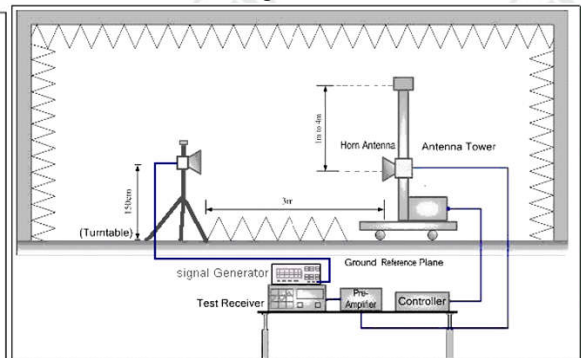 1m to 4m
Horn Antenna
Antenna Tower
150cm
3m
(Turntable)
Ground Reference Plane
signal Generator
Test Receiver
Pre-
Amplifier
Controller